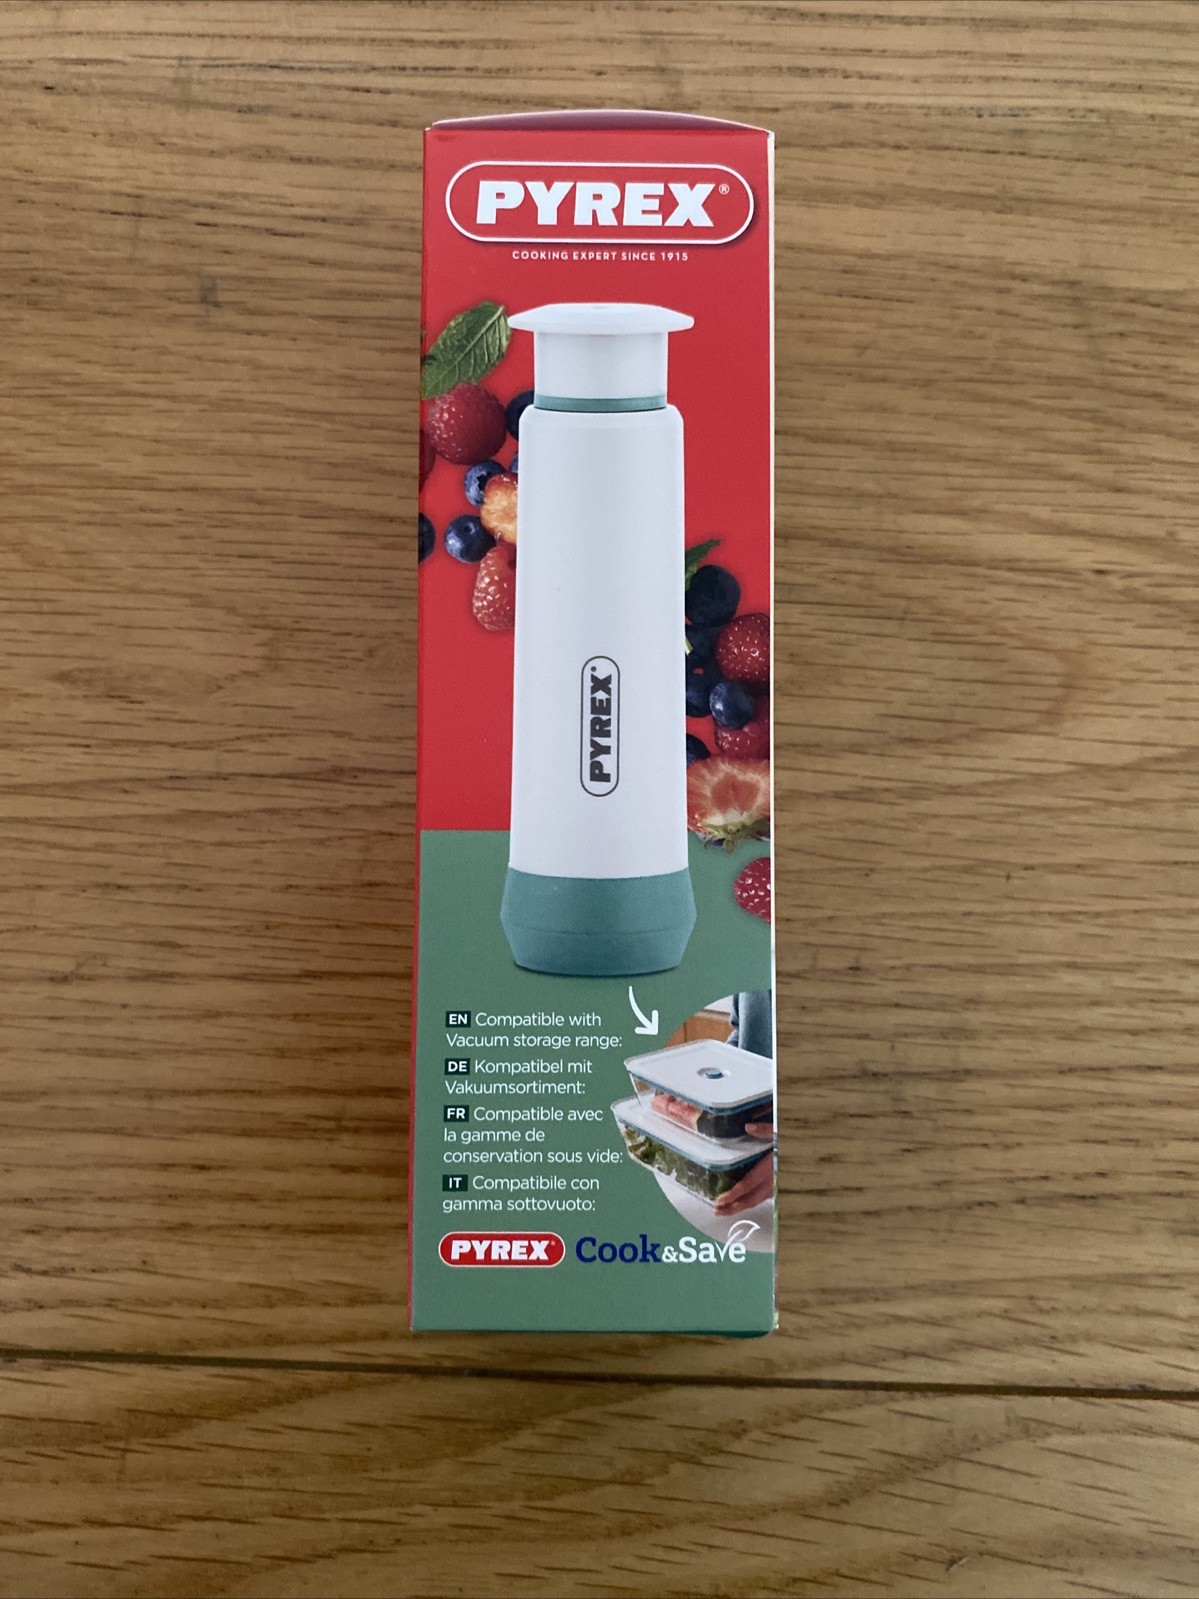 PYREX®
COOKING EXPERT SINCE 1915
PYREX®
EN Compatible with
Vacuum storage range:
DE Kompatibel mit
Vakuumsortiment:
FR Compatible avec
la gamme de
conservation sous vide:
IT Compatibile con
gamma sottovuoto:
PYREX® Cook&Save